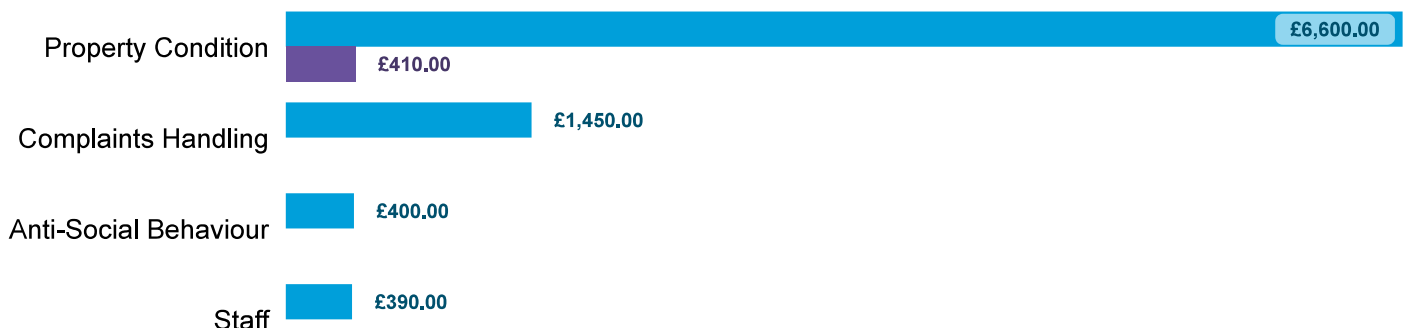 £6,600.00
Property Condition
£410.00
£1,450.00
Complaints Handling
£400.00
Anti-Social Behaviour
£390.00
Staff